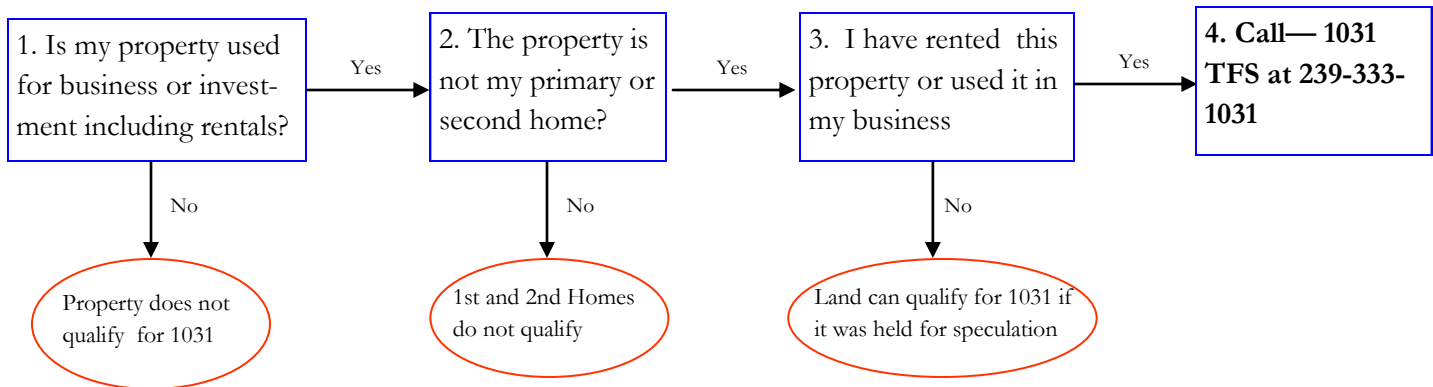 1. Is my property used
for business or invest-
ment including rentals?
Yes
2. The property is
not my primary or
second home?
Yes
3. I have rented this
property or used it in
my business
Yes
4. Call— 1031
TFS at 239-333-
1031
No
No
No
Property does not
qualify for 1031
1st and 2nd Homes
do not qualify
Land can qualify for 1031 if
it was held for speculation